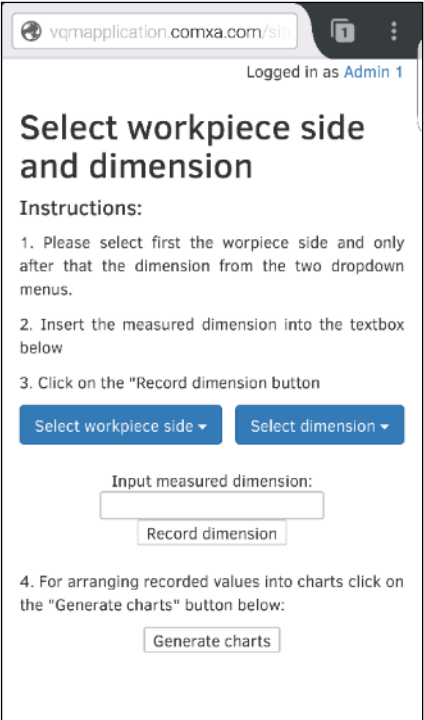 vqmapplication.comxa.com/site
1
Logged in as Admin 1
Select workpiece side
and dimension
Instructions:
1. Please select first the worpiece side and only
after that the dimension from the two dropdown
menus.
2. Insert the measured dimension into the textbox
below
3. Click on the "Record dimension button
Select workpiece side
Select dimension
Input measured dimension:
Record dimension
4. For arranging recorded values into charts click on
the "Generate charts" button below:
Generate charts